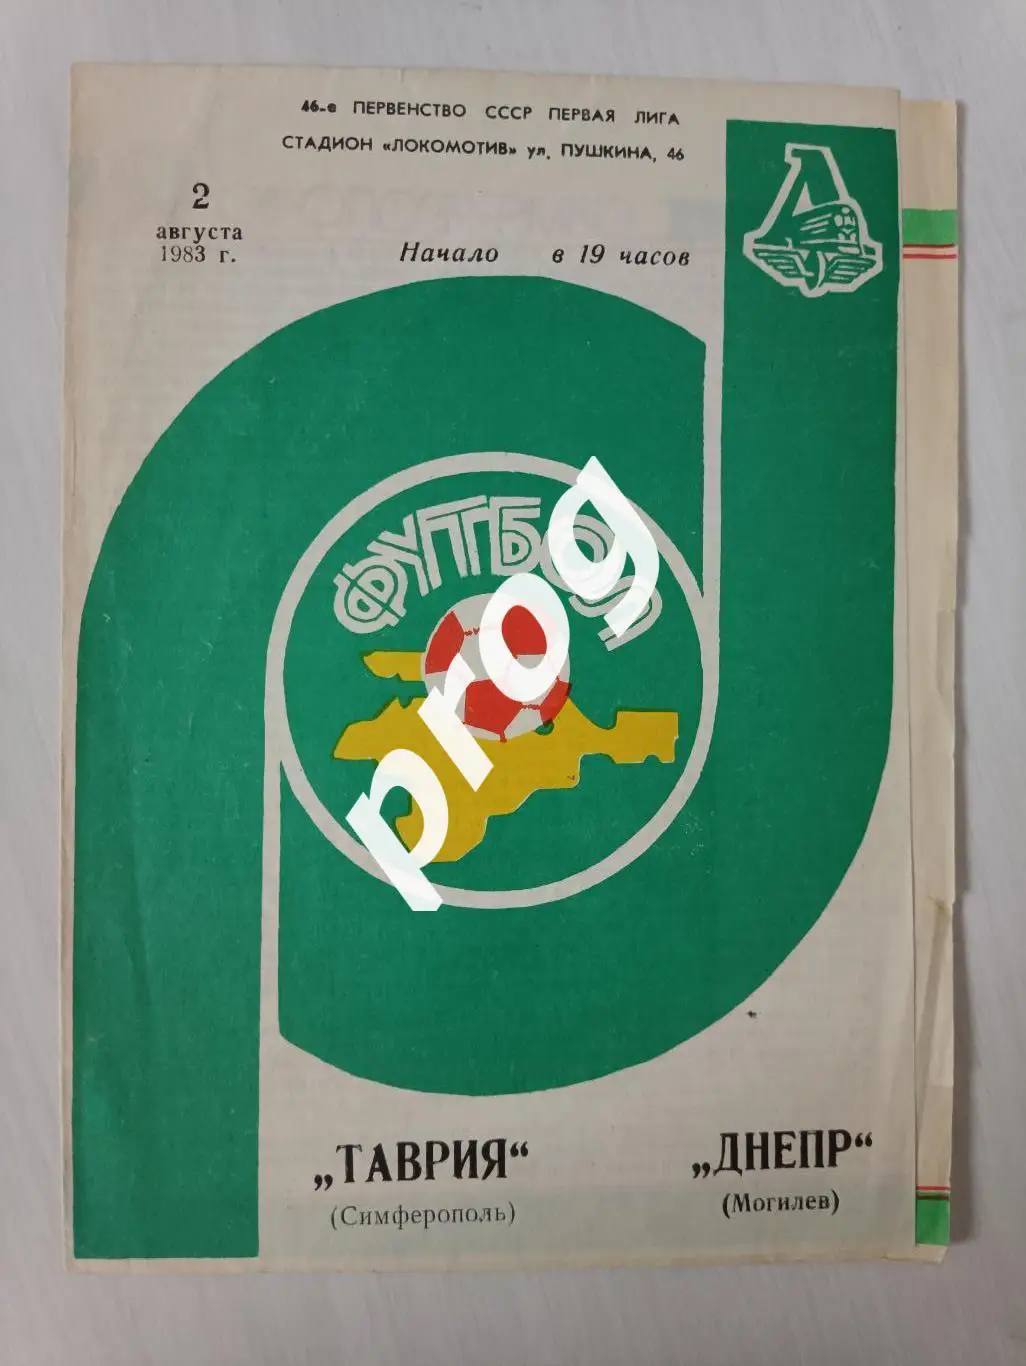 46-е ПЕРВЕНСТВО СССР ПЕРВАЯ ЛИГА
СТАДИОН «ЛОКОМОТИВ» ул. ПУШКИНА, 46
2
августа
1983 г.
Начало в 19 часов
ФУТБОЛ
prog
„ТАВРИЯ“
(Симферополь)
„ДНЕПР“
(Могилев)